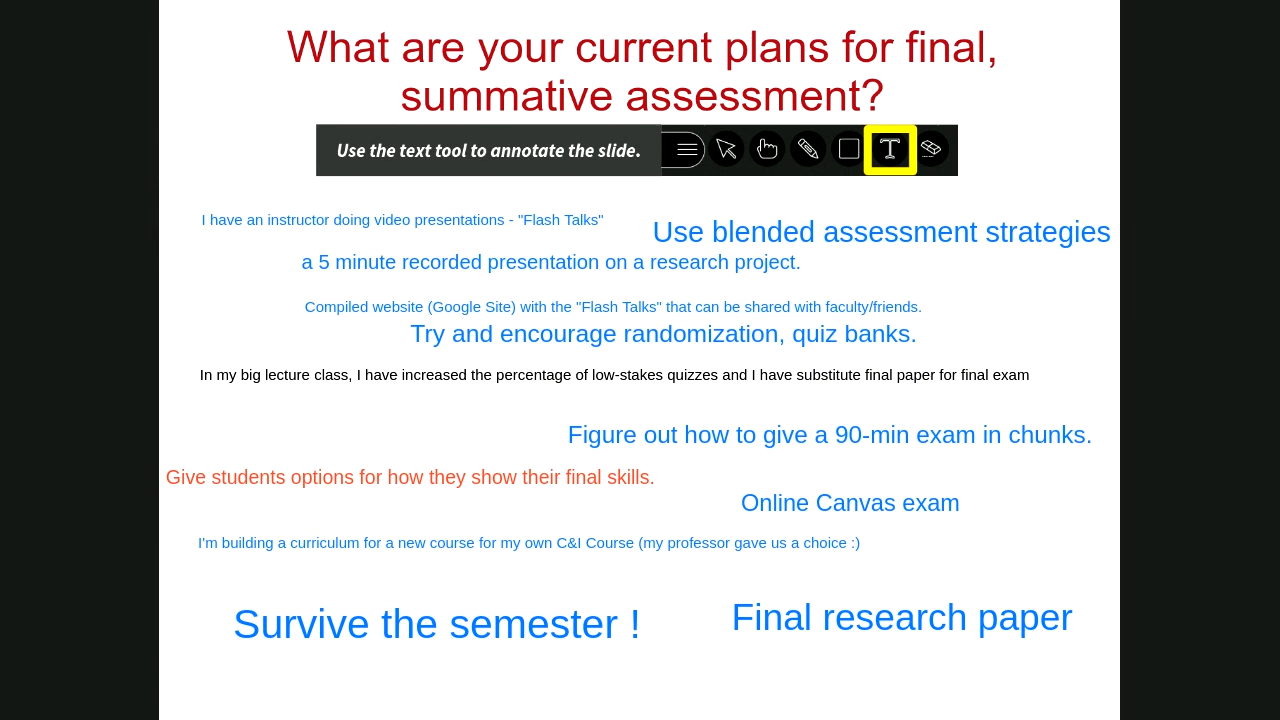 What are your current plans for final,
summative assessment?
Use the text tool to annotate the slide.
T
I have an instructor doing video presentations - "Flash Talks"
Use blended assessment strategies
a 5 minute recorded presentation on a research project.
Compiled website (Google Site) with the "Flash Talks" that can be shared with faculty/friends.
Try and encourage randomization, quiz banks.
In my big lecture class, I have increased the percentage of low-stakes quizzes and I have substitute final paper for final exam
Figure out how to give a 90-min exam in chunks.
Give students options for how they show their final skills.
Online Canvas exam
I'm building a curriculum for a new course for my own C&I Course (my professor gave us a choice :)
Survive the semester !
Final research paper